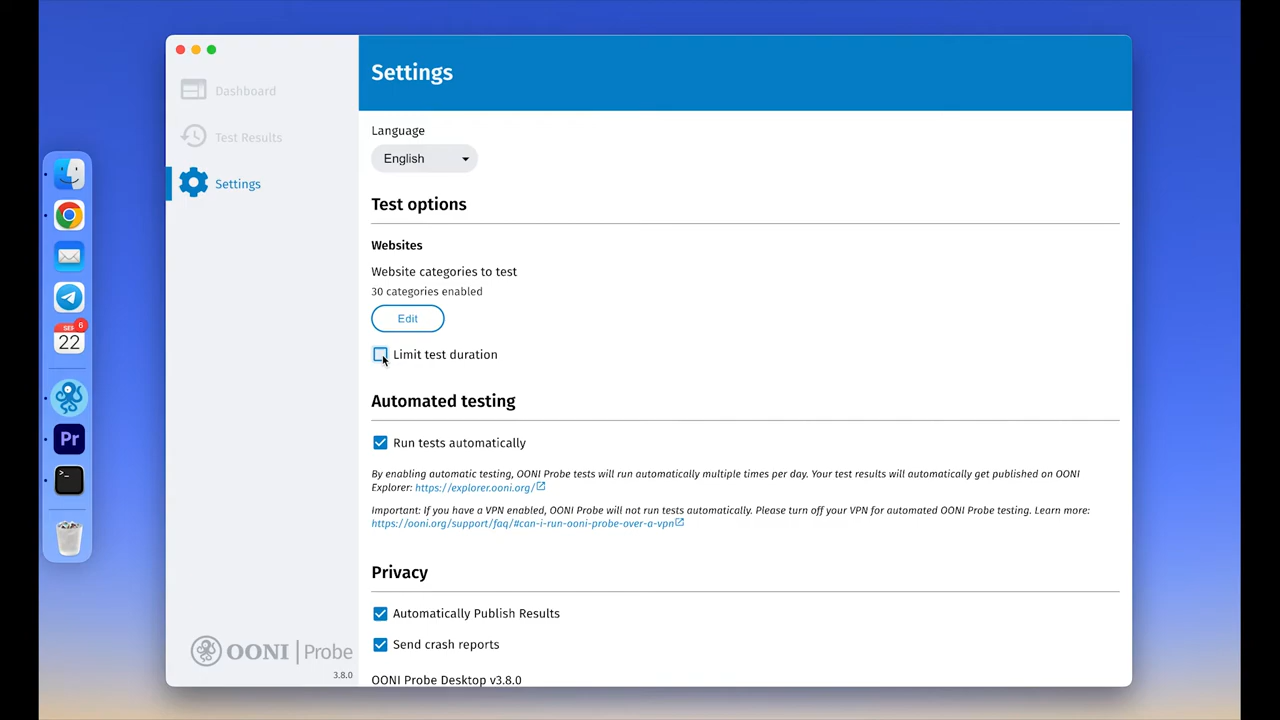 Settings
Dashboard
Test Results
Settings
Language
English
Test options
Websites
Website categories to test
30 categories enabled
Edit
Limit test duration
Automated testing
Run tests automatically
By enabling automatic testing, OONI Probe tests will run automatically multiple times per day. Your test results will automatically get published on OONI
Explorer: https://explorer.ooni.org/
Important: If you have a VPN enabled, OONI Probe will not run tests automatically. Please turn off your VPN for automated OONI Probe testing. Learn more:
https://ooni.org/support/faq/#can-i-run-ooni-probe-over-a-vpn
Privacy
Automatically Publish Results
Send crash reports
OONI Probe Desktop v3.8.0
OONI | Probe
3.8.0
SEP
6
22
Pr
>_